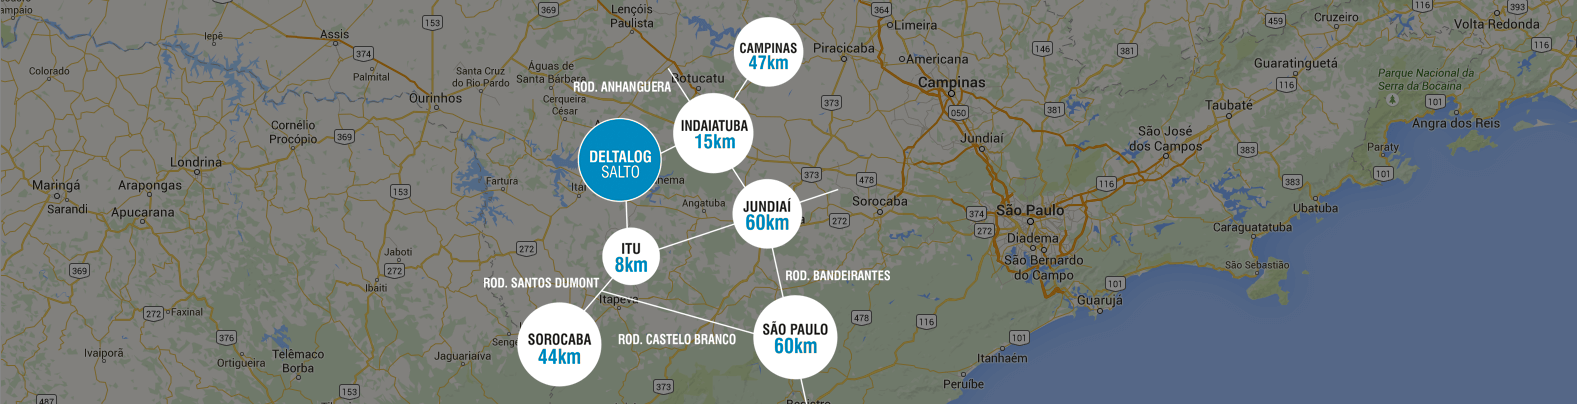 ampáio
153
369
Lençóis
Paulista
364
Limeira
459
Cruzeiro
116
393
Volta Redonda
Iepê
Assis
374
CAMPINAS
47km
Piracicaba
Americana
146
381
116
Guaratinguetá
Colorado
Palmital
Santa Cruz
do Rio Pardo
Águas de
Santa Bárbara
ROD. ANHANGUERA
Botucatu
Campinas
116
Parque Nacional da
Serra da Bocaina
Ourinhos
Cerqueira
César
373
050
381
Taubaté
101
Angra dos Reis
Cornélio
Procópio
369
INDAIATUBA
15km
Jundiaí
São José
dos Campos
383
Paraty
DELTALOG
SALTO
Londrina
Maringá
Arapongas
153
Fartura
Itaí
nema
373
478
116
383
101
Sarandi
Apucarana
Angatuba
JUNDIAÍ
60km
Sorocaba
272
374
São Paulo
272
Ubatuba
Caraguatatuba
Jaboti
272
272
ITU
8km
Diadema
São Bernardo
do Campo
São Sebastião
369
Ibaiti
ROD. SANTOS DUMONT
ROD. BANDEIRANTES
101
Guarujá
Itapeva
272
Faxinal
376
SOROCABA
44km
ROD. CASTELO BRANCO
SÃO PAULO
60km
478
116
101
Ivaiporã
Ortigueira
Telêmaco
Borba
Jaguariaíva
Senge
Itanhaém
153
373
Peruíbe
487
Registro